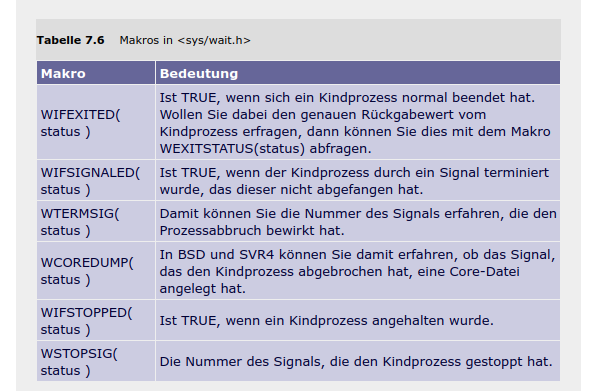 Tabelle 7.6 Makros in <sys/wait.h>
Makro Bedeutung
WIFEXITED(
status )
Ist TRUE, wenn sich ein Kindprozess normal beendet hat.
Wollen Sie dabei den genauen Rückgabewert vom
Kindprozess erfragen, dann können Sie dies mit dem Makro
WEXITSTATUS(status) abfragen.
WIFSIGNALED(
status )
Ist TRUE, wenn der Kindprozess durch ein Signal terminiert
wurde, das dieser nicht abgefangen hat.
WTERMSIG(
status )
Damit können Sie die Nummer des Signals erfahren, die den
Prozessabbruch bewirkt hat.
WCOREDUMP(
status )
In BSD und SVR4 können Sie damit erfahren, ob das Signal,
das den Kindprozess abgebrochen hat, eine Core-Datei
angelegt hat.
WIFSTOPPED(
status )
Ist TRUE, wenn ein Kindprozess angehalten wurde.
WSTOPSIG(
status )
Die Nummer des Signals, die den Kindprozess gestoppt hat.